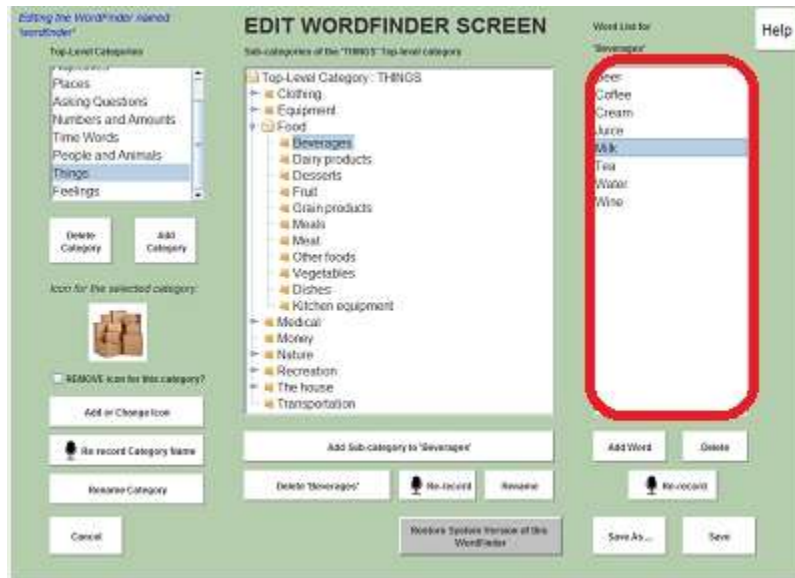 Editing the WordFinder named
'wordfinder'
EDIT WORDFINDER SCREEN
Word List for
'Beverages'
Help
Top-Level Categories
Sub-categories of the 'THINGS' Top-level category
Places
Asking Questions
Numbers and Amounts
Time Words
People and Animals
Things
Feelings
Delete
Category
Add
Category
Icon for the selected category:
REMOVE icon for this category?
Add or Change Icon
Re-record Category Name
Rename Category
Cancel
Top-Level Category : THINGS
Clothing
Equipment
Food
Beverages
Dairy products
Desserts
Fruit
Grain products
Meals
Meat
Other foods
Vegetables
Dishes
Kitchen equipment
Medical
Money
Nature
Recreation
The house
Transportation
Add Sub-category to 'Beverages'
Delete 'Beverages'
Re-record
Rename
Restore System Version of this
WordFinder
Beer
Coffee
Cream
Juice
Milk
Tea
Water
Wine
Add Word
Delete
Re-record
Save As...
Save